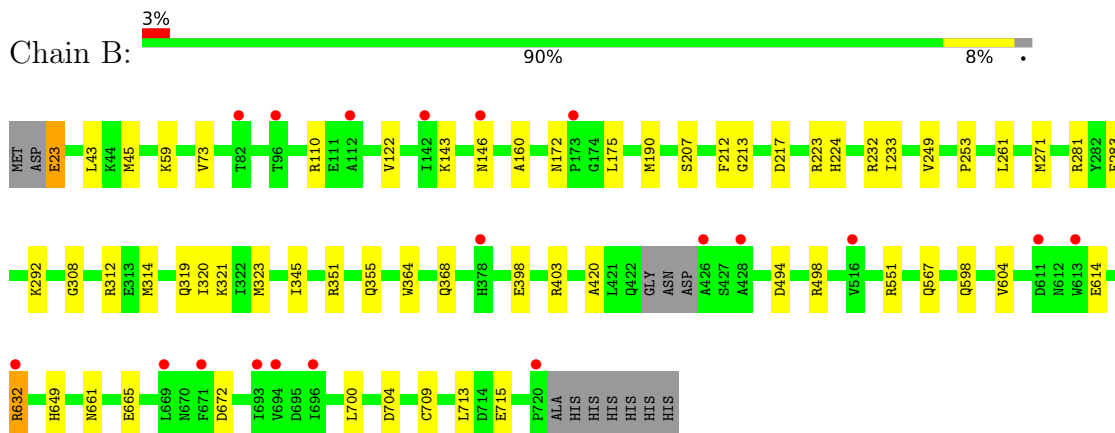 3%
Chain B:
90% 8% •
MET ASP E23 L43 K44 M45 K59 V73 T82 T96 R110 E111 A112 V122 I142 K143 N146 A160 N172 P173 G174 L175 M190 S207 F212 G213 D217 R223 H224 R232 I233 V249 P253 L261 M271 R281 Y282 E283
K292 G308 R312 E313 M314 Q319 I320 K321 I322 M323 I345 R351 Q355 W364 Q368 H378 E398 R403 A420 L421 Q422 GLY ASN ASP A426 S427 A428 D494 R498 V516 R551 Q567 Q598 V604 D611 N612 W613 E614
R632 H649 N661 E665 L669 N670 F671 D672 I693 V694 D695 I696 L700 D704 C709 L713 D714 E715 P720 ALA HIS HIS HIS HIS HIS HIS